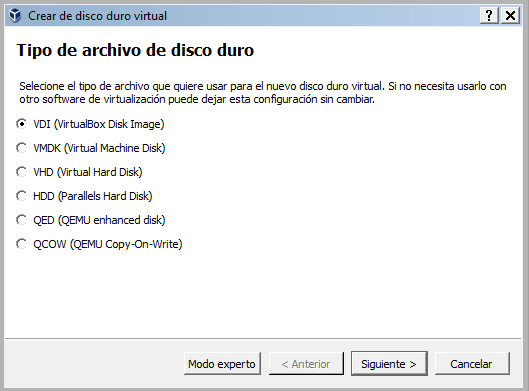 Crear de disco duro virtual
Tipo de archivo de disco duro
Selecione el tipo de archivo que quiere usar para el nuevo disco duro virtual. Si no necesita usarlo con
otro software de virtualización puede dejar esta configuración sin cambiar.
VDI (VirtualBox Disk Image)
VMDK (Virtual Machine Disk)
VHD (Virtual Hard Disk)
HDD (Parallels Hard Disk)
QED (QEMU enhanced disk)
QCOW (QEMU Copy-On-Write)
Modo experto < Anterior Siguiente > Cancelar